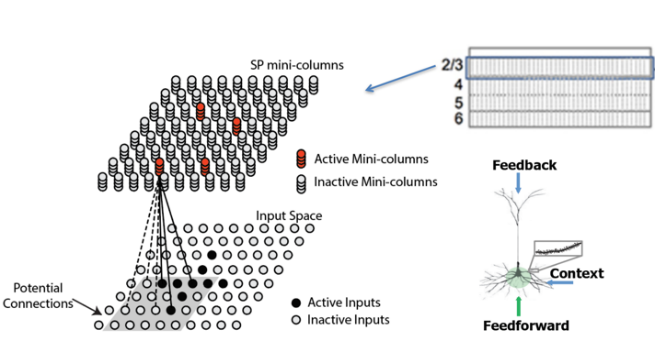 SP mini-columns
2/3
4
5
6
Active Mini-columns
Inactive Mini-columns
Feedback
Input Space
Context
Potential
Connections
Active Inputs
Inactive Inputs
Feedforward